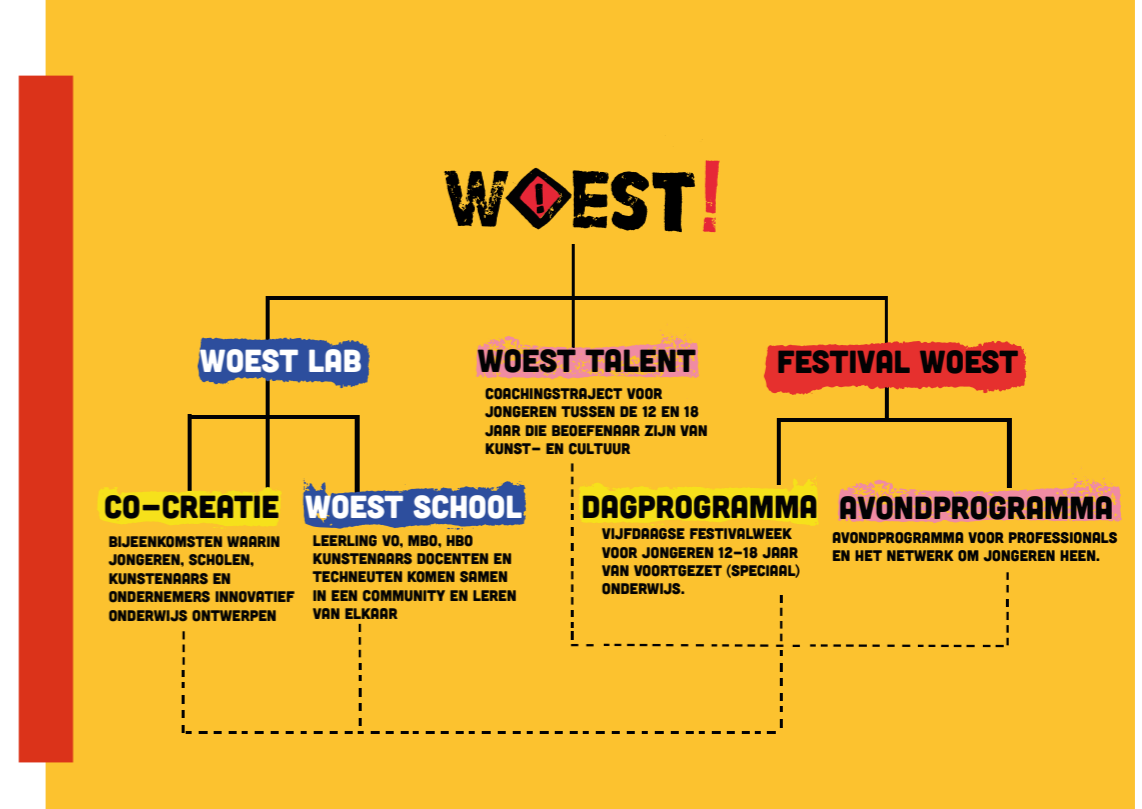 WOEST!
WOEST LAB
WOEST TALENT
COACHINGSTRAJECT VOOR
JONGEREN TUSSEN DE 12 EN 18
JAAR DIE BEOEFENAAR ZIJN VAN
KUNST- EN CULTUUR
FESTIVAL WOEST
CO-CREATIE
BIJEENKOMSTEN WAARIN
JONGEREN, SCHOLEN,
KUNSTENAARS EN
ONDERNEMERS INNOVATIEF
ONDERWIJS ONTWERPEN
WOEST SCHOOL
LEERLING VO, MBO, HBO
KUNSTENAARS DOCENTEN EN
TECHNEUTEN KOMEN SAMEN
IN EEN COMMUNITY EN LEREN
VAN ELKAAR
DAGPROGRAMMA
VIJFDAAGSE FESTIVALWEEK
VOOR JONGEREN 12-18 JAAR
VAN VOORTGEZET (SPECIAAL)
ONDERWIJS.
AVONDPROGRAMMA
AVONDPROGRAMMA VOOR PROFESSIONALS
EN HET NETWERK OM JONGEREN HEEN.